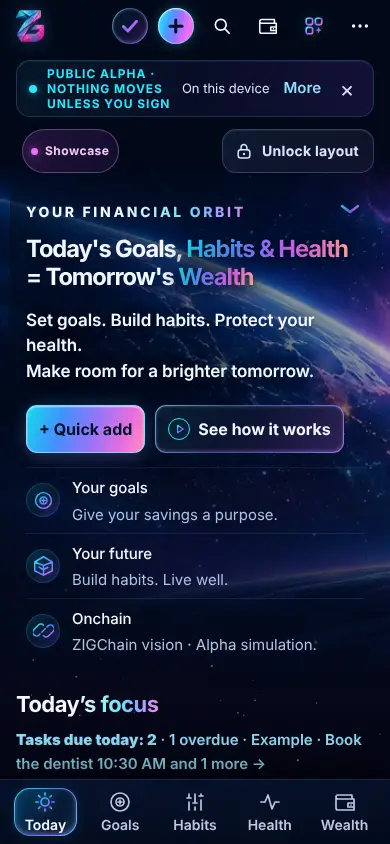 PUBLIC ALPHA ·
NOTHING MOVES
UNLESS YOU SIGN
On this device
More
Showcase
Unlock layout
YOUR FINANCIAL ORBIT
Today's Goals, Habits & Health
= Tomorrow's Wealth
Set goals. Build habits. Protect your
health.
Make room for a brighter tomorrow.
+ Quick add
See how it works
Your goals
Give your savings a purpose.
Your future
Build habits. Live well.
Onchain
ZIGChain vision · Alpha simulation.
Today’s focus
Tasks due today: 2 · 1 overdue · Example · Book
the dentist 10:30 AM and 1 more →
Today
Goals
Habits
Health
Wealth